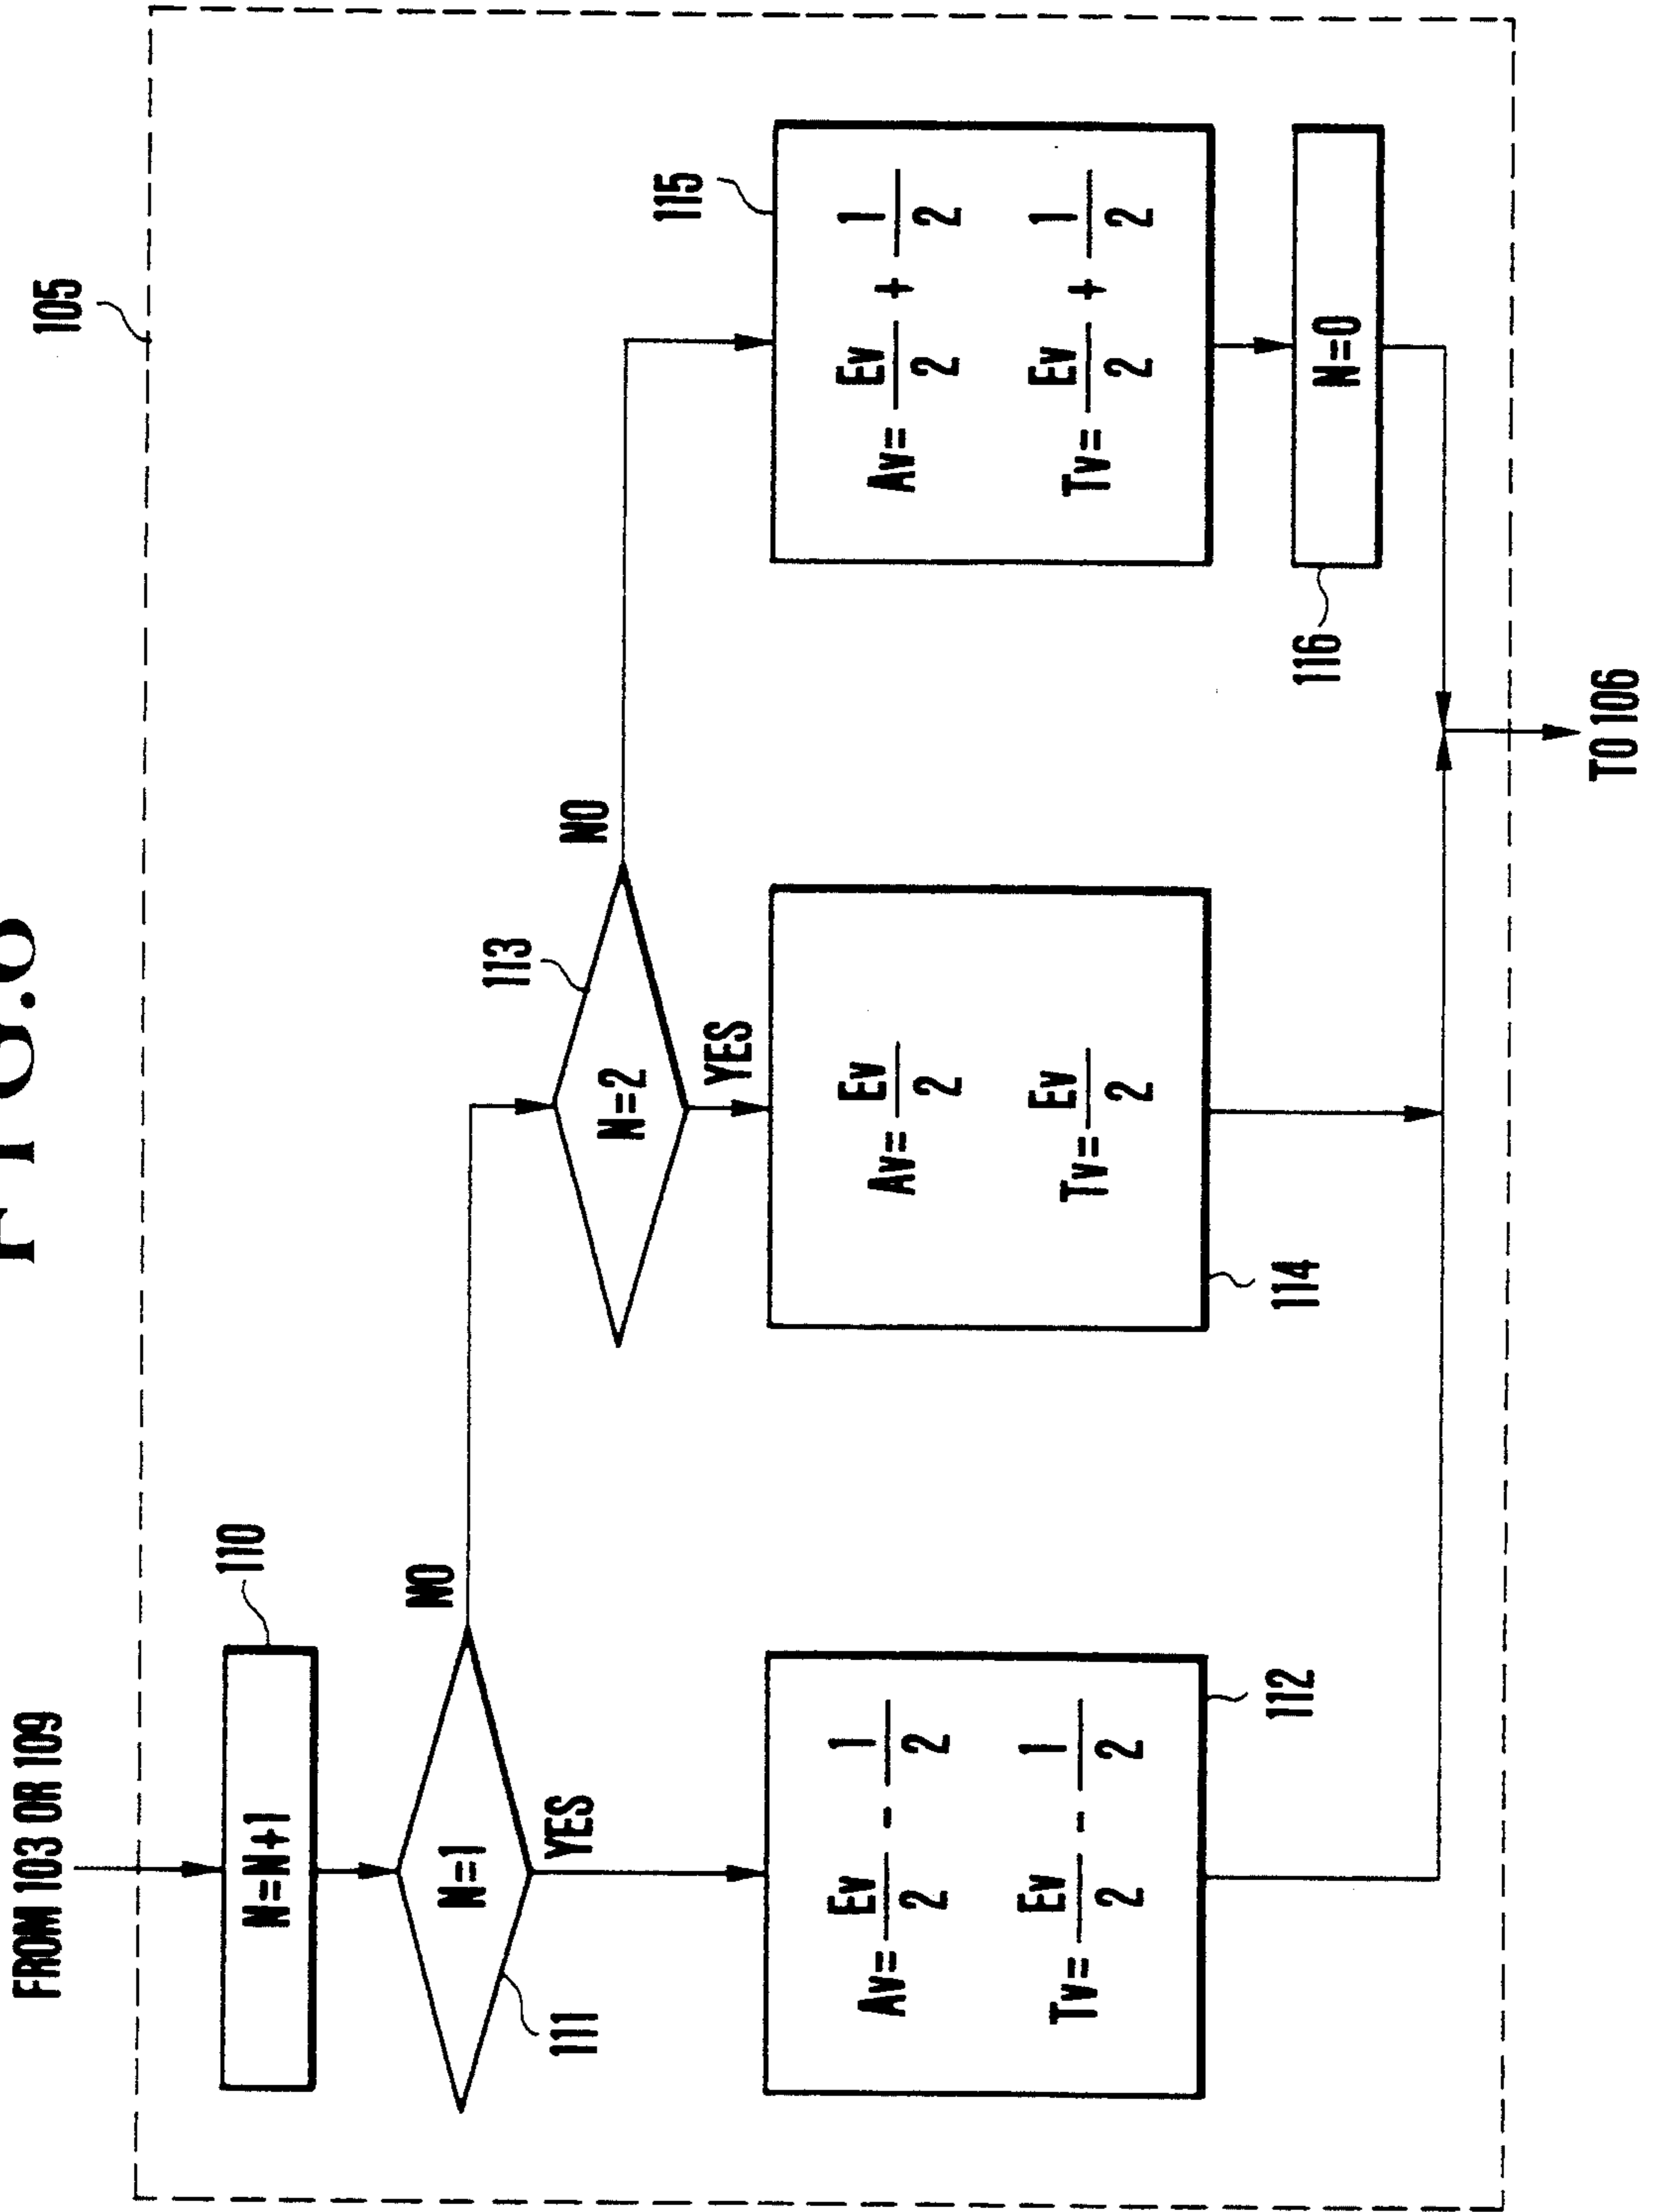 FIG.
FROM 103 OR 109
105
110
N=N+1
NO
N=1
111
YES
113
NO
N=2
YES
115
Av= Ev/2 - 1/2
Tv= Ev/2 - 1/2
112
Av= Ev/2
Tv= Ev/2
114
Av= Ev/2 + 1/2
Tv= Ev/2 + 1/2
N=0
116
TO 106